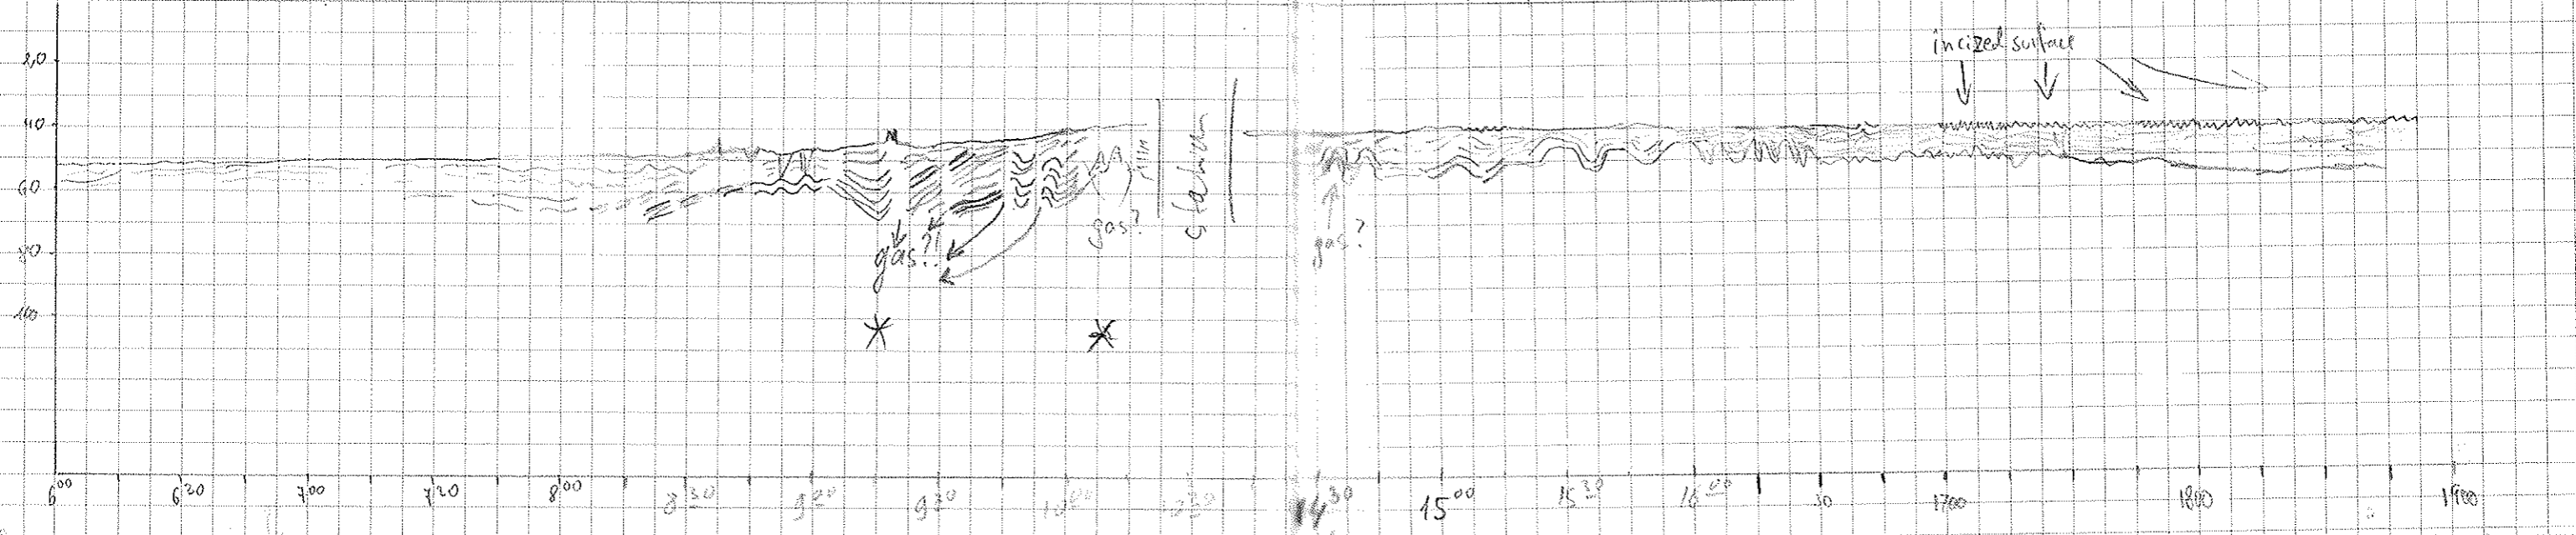 incized surface
20
40
60
80
100
station
gas?!
gas?
gas?
6⁰⁰ 6³⁰ 7⁰⁰ 7³⁰ 8⁰⁰ 8³⁰ 9⁰⁰ 9³⁰ 10⁰⁰ 10³⁰ 14³⁰ 15⁰⁰ 15³⁰ 16⁰⁰ 30 1700 1800 1900